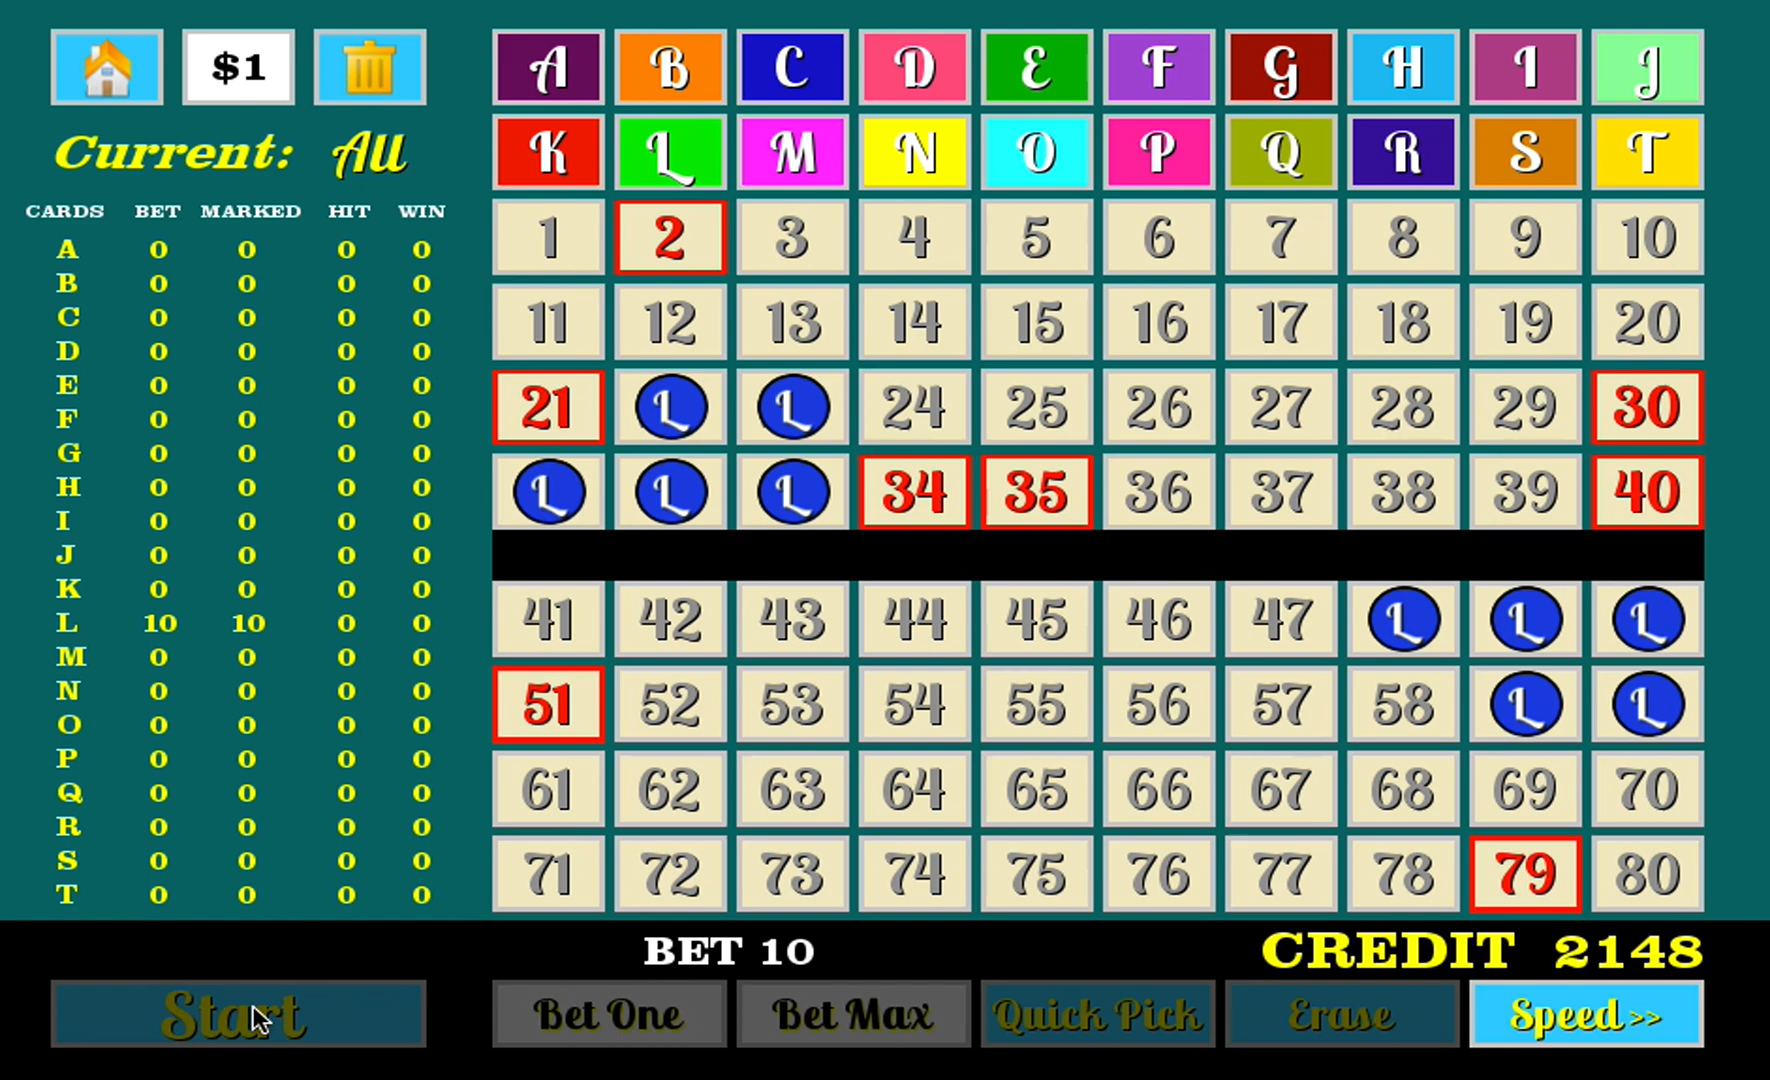 $1 A B C D E F G H I J
Current: All K L M N O P Q R S T
CARDS BET MARKED HIT WIN
A 0 0 0 0
B 0 0 0 0
C 0 0 0 0
D 0 0 0 0
E 0 0 0 0
F 0 0 0 0
G 0 0 0 0
H 0 0 0 0
I 0 0 0 0
J 0 0 0 0
K 0 0 0 0
L 10 10 0 0
M 0 0 0 0
N 0 0 0 0
O 0 0 0 0
P 0 0 0 0
Q 0 0 0 0
R 0 0 0 0
S 0 0 0 0
T 0 0 0 0
1 2 3 4 5 6 7 8 9 10
11 12 13 14 15 16 17 18 19 20
21 L L 24 25 26 27 28 29 30
L L L 34 35 36 37 38 39 40
41 42 43 44 45 46 47 L L L
51 52 53 54 55 56 57 58 L L
61 62 63 64 65 66 67 68 69 70
71 72 73 74 75 76 77 78 79 80
BET 10 CREDIT 2148
Start Bet One Bet Max Quick Pick Erase Speed >>